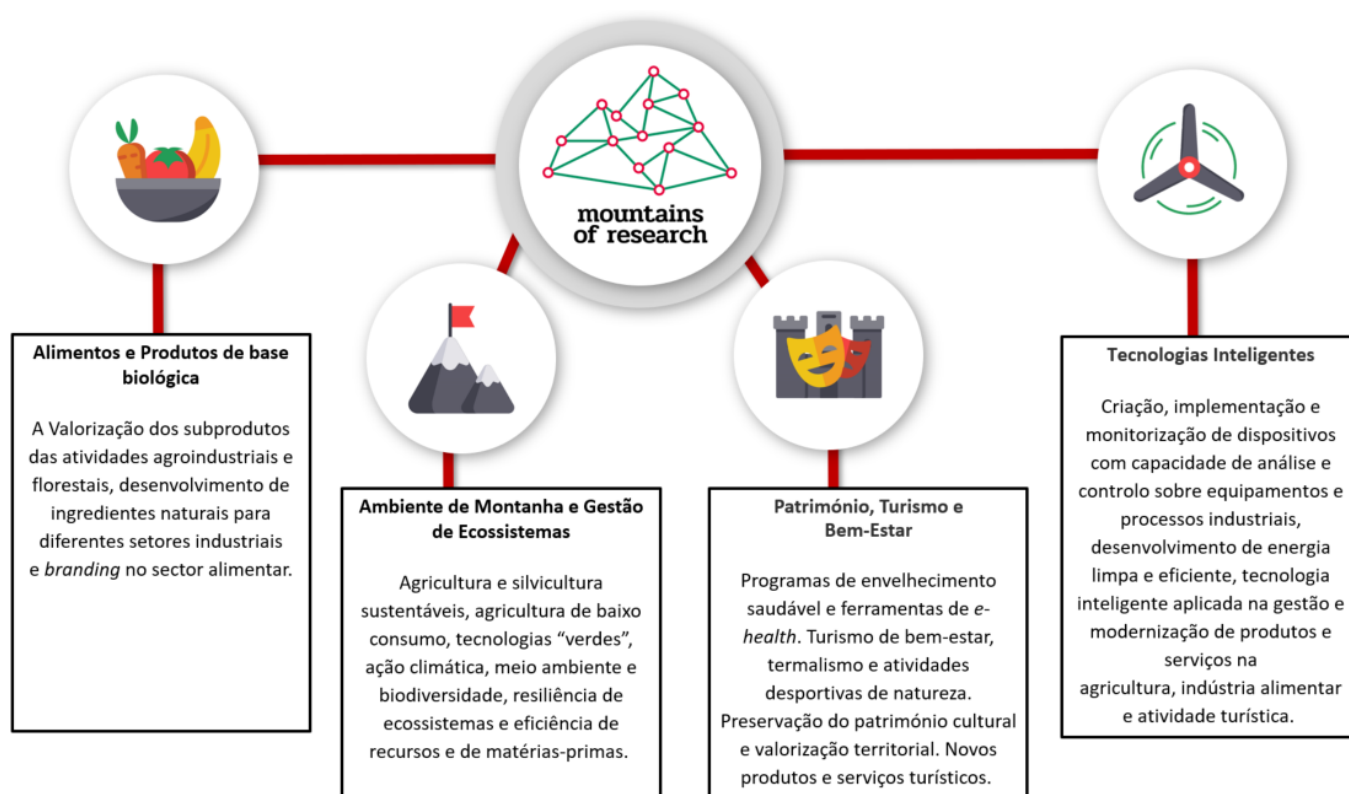 mountains
of research
Alimentos e Produtos de base
biológica
A Valorização dos subprodutos
das atividades agroindustriais e
florestais, desenvolvimento de
ingredientes naturais para
diferentes setores industriais
e branding no sector alimentar.
Ambiente de Montanha e Gestão
de Ecossistemas
Agricultura e silvicultura
sustentáveis, agricultura de baixo
consumo, tecnologias “verdes”,
ação climática, meio ambiente e
biodiversidade, resiliência de
ecossistemas e eficiência de
recursos e de matérias-primas.
Património, Turismo e
Bem-Estar
Programas de envelhecimento
saudável e ferramentas de e-
health. Turismo de bem-estar,
termalismo e atividades
desportivas de natureza.
Preservação do património cultural
e valorização territorial. Novos
produtos e serviços turísticos.
Tecnologias Inteligentes
Criação, implementação e
monitorização de dispositivos
com capacidade de análise e
controlo sobre equipamentos e
processos industriais,
desenvolvimento de energia
limpa e eficiente, tecnologia
inteligente aplicada na gestão e
modernização de produtos e
serviços na
agricultura, indústria alimentar
e atividade turística.